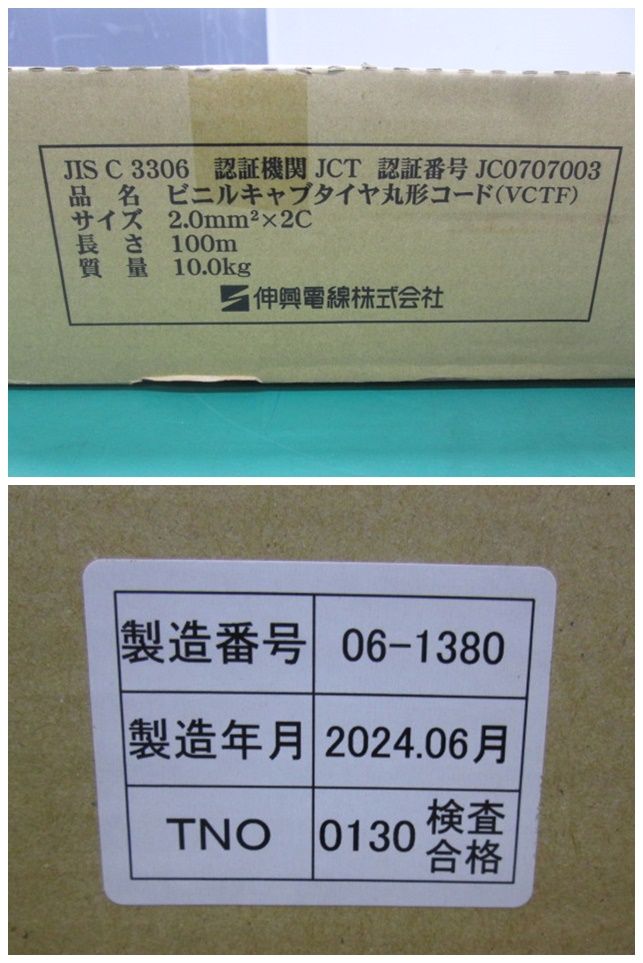 JIS C 3306 認証機関 JCT 認証番号 JC0707003
品 名 ビニルキャブタイヤ丸形コード(VCTF)
サイズ 2.0mm²×2C
長 さ 100m
質 量 10.0kg
伸興電線株式会社
製造番号 06-1380
製造年月 2024.06月
TNO 0130 検査
合格